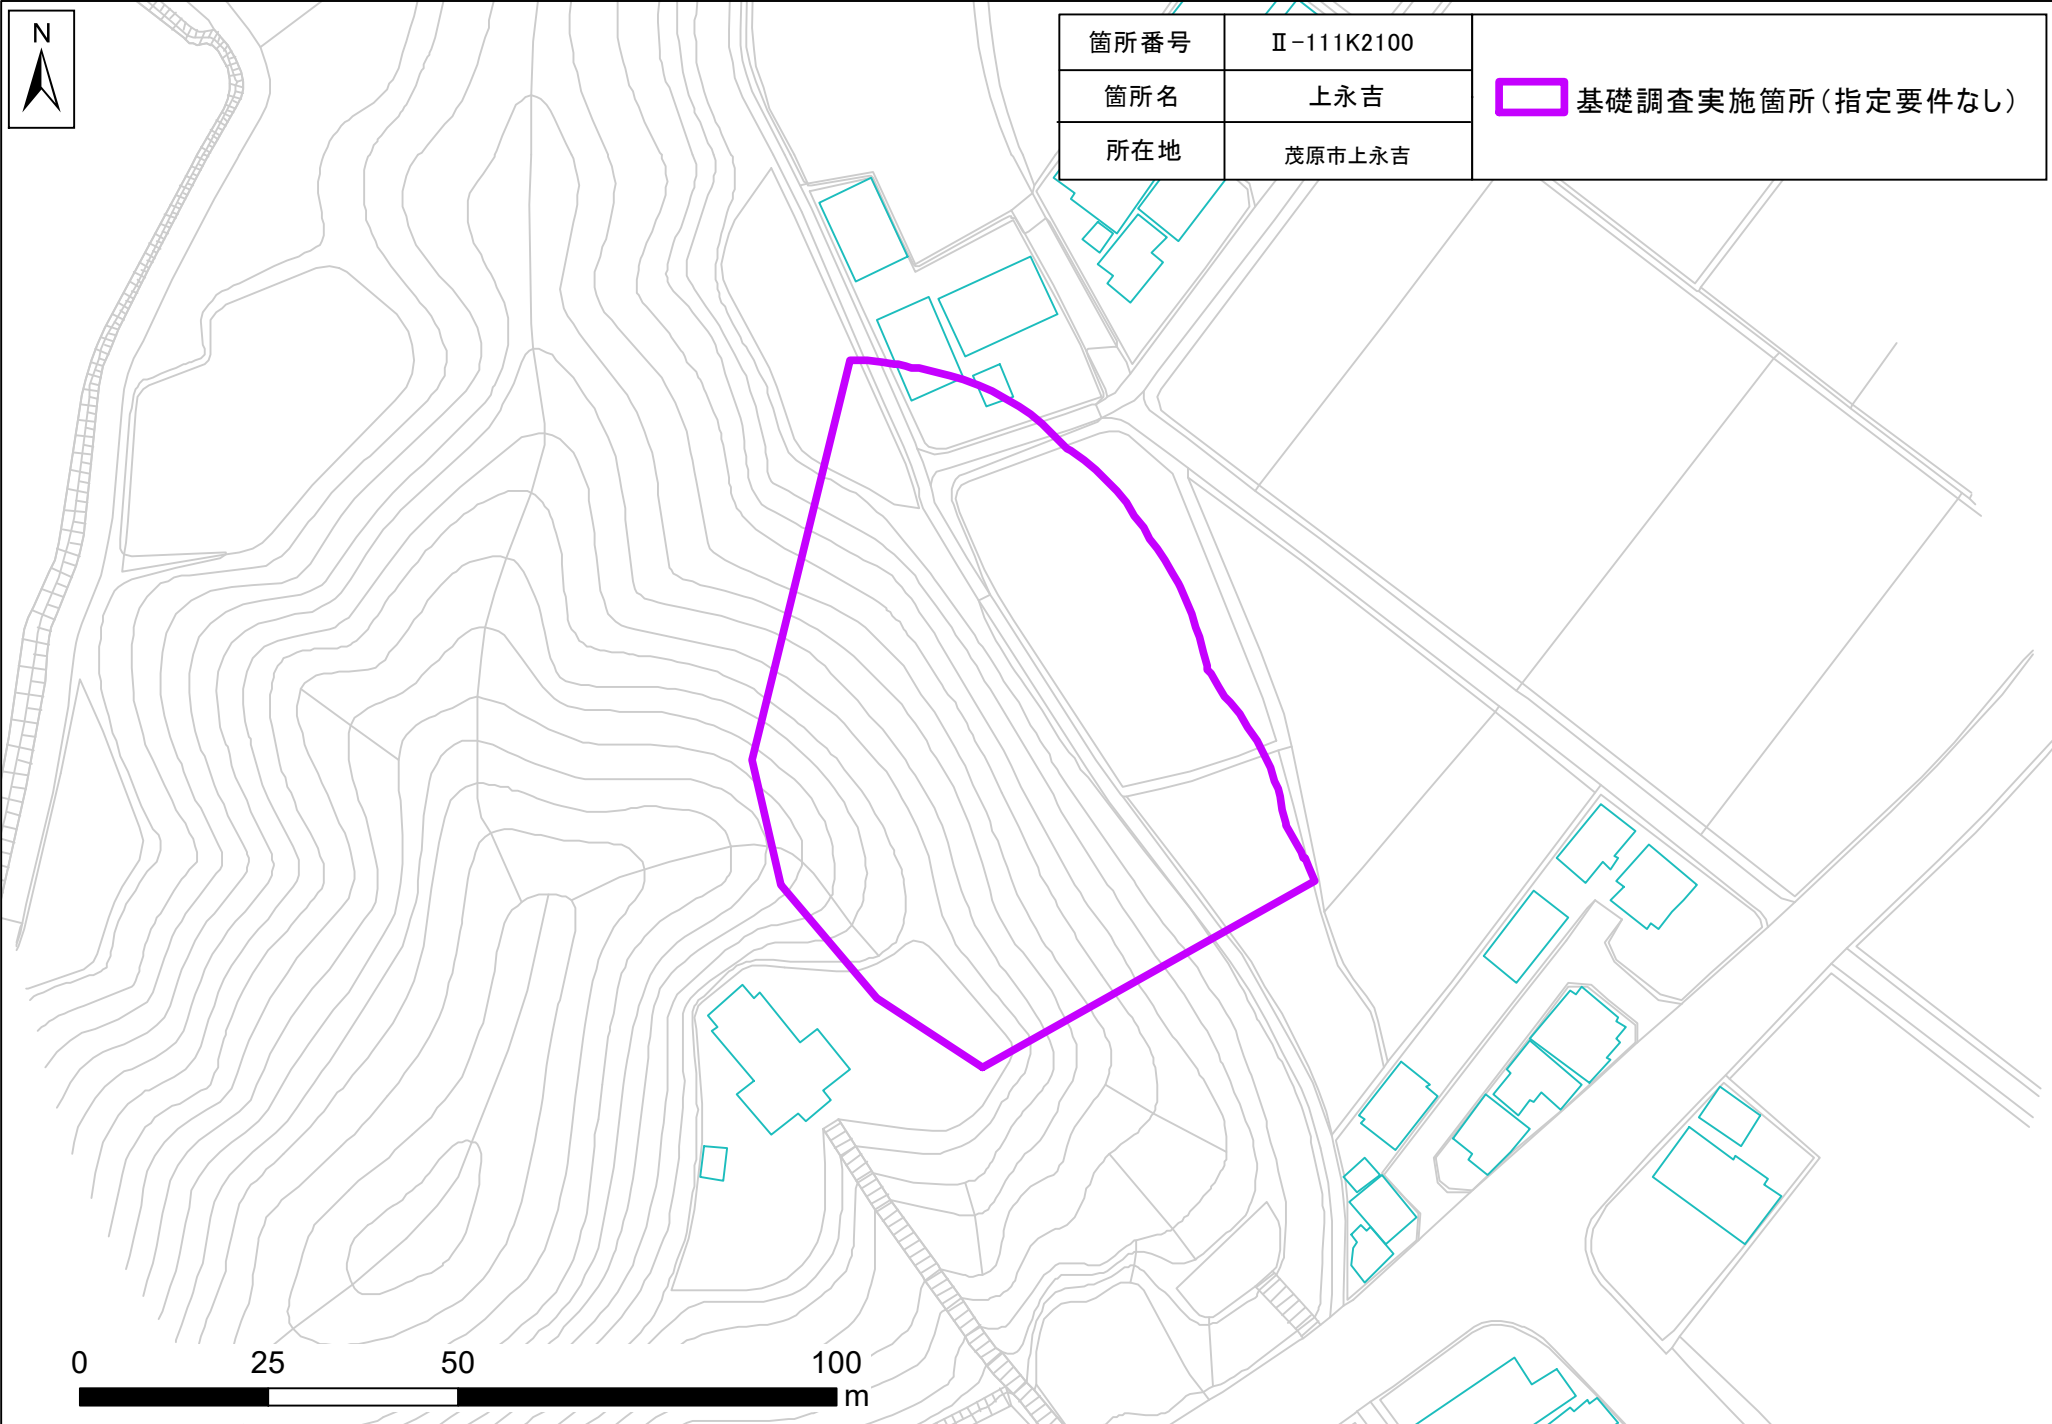 N
箇所番号 Ⅱ-111K2100
箇所名 上永吉
所在地 茂原市上永吉
基礎調査実施箇所(指定要件なし)
0 25 50 100
m